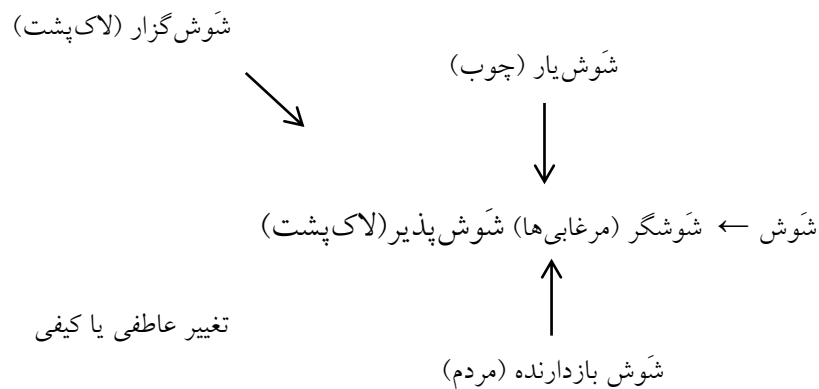 شَوش‌گزار (لاک‌پشت)
شَوش‌یار (چوب)
شَوش ← شَوشگر (مرغابی‌ها) شَوش‌پذیر(لاک‌پشت)
تغییر عاطفی یا کیفی
شَوش بازدارنده (مردم)